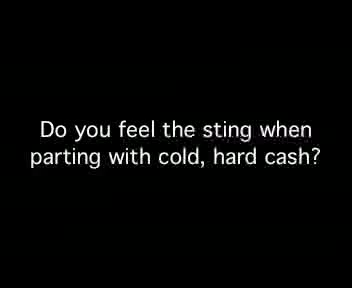 Do you feel the sting when
parting with cold, hard cash?